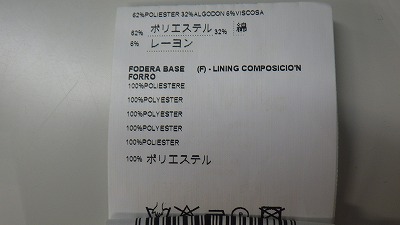 62%POLIESTER 32%ALGODON 6%VISCOSA
62% ポリエステル 32% 綿
6% レーヨン
FODERA BASE (F) - LINING COMPOSICIO'N
FORRO
100%POLIESTERE
100%POLYESTER
100%POLYESTER
100%POLYESTER
100%POLIESTER
100% ポリエステル